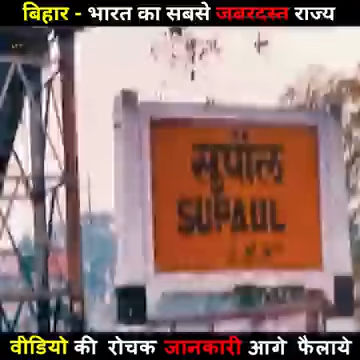 बिहार - भारत का सबसे जबरदस्त राज्य
सुपौल
SUPAUL
वीडियो की रोचक जानकारी आगे फैलाये